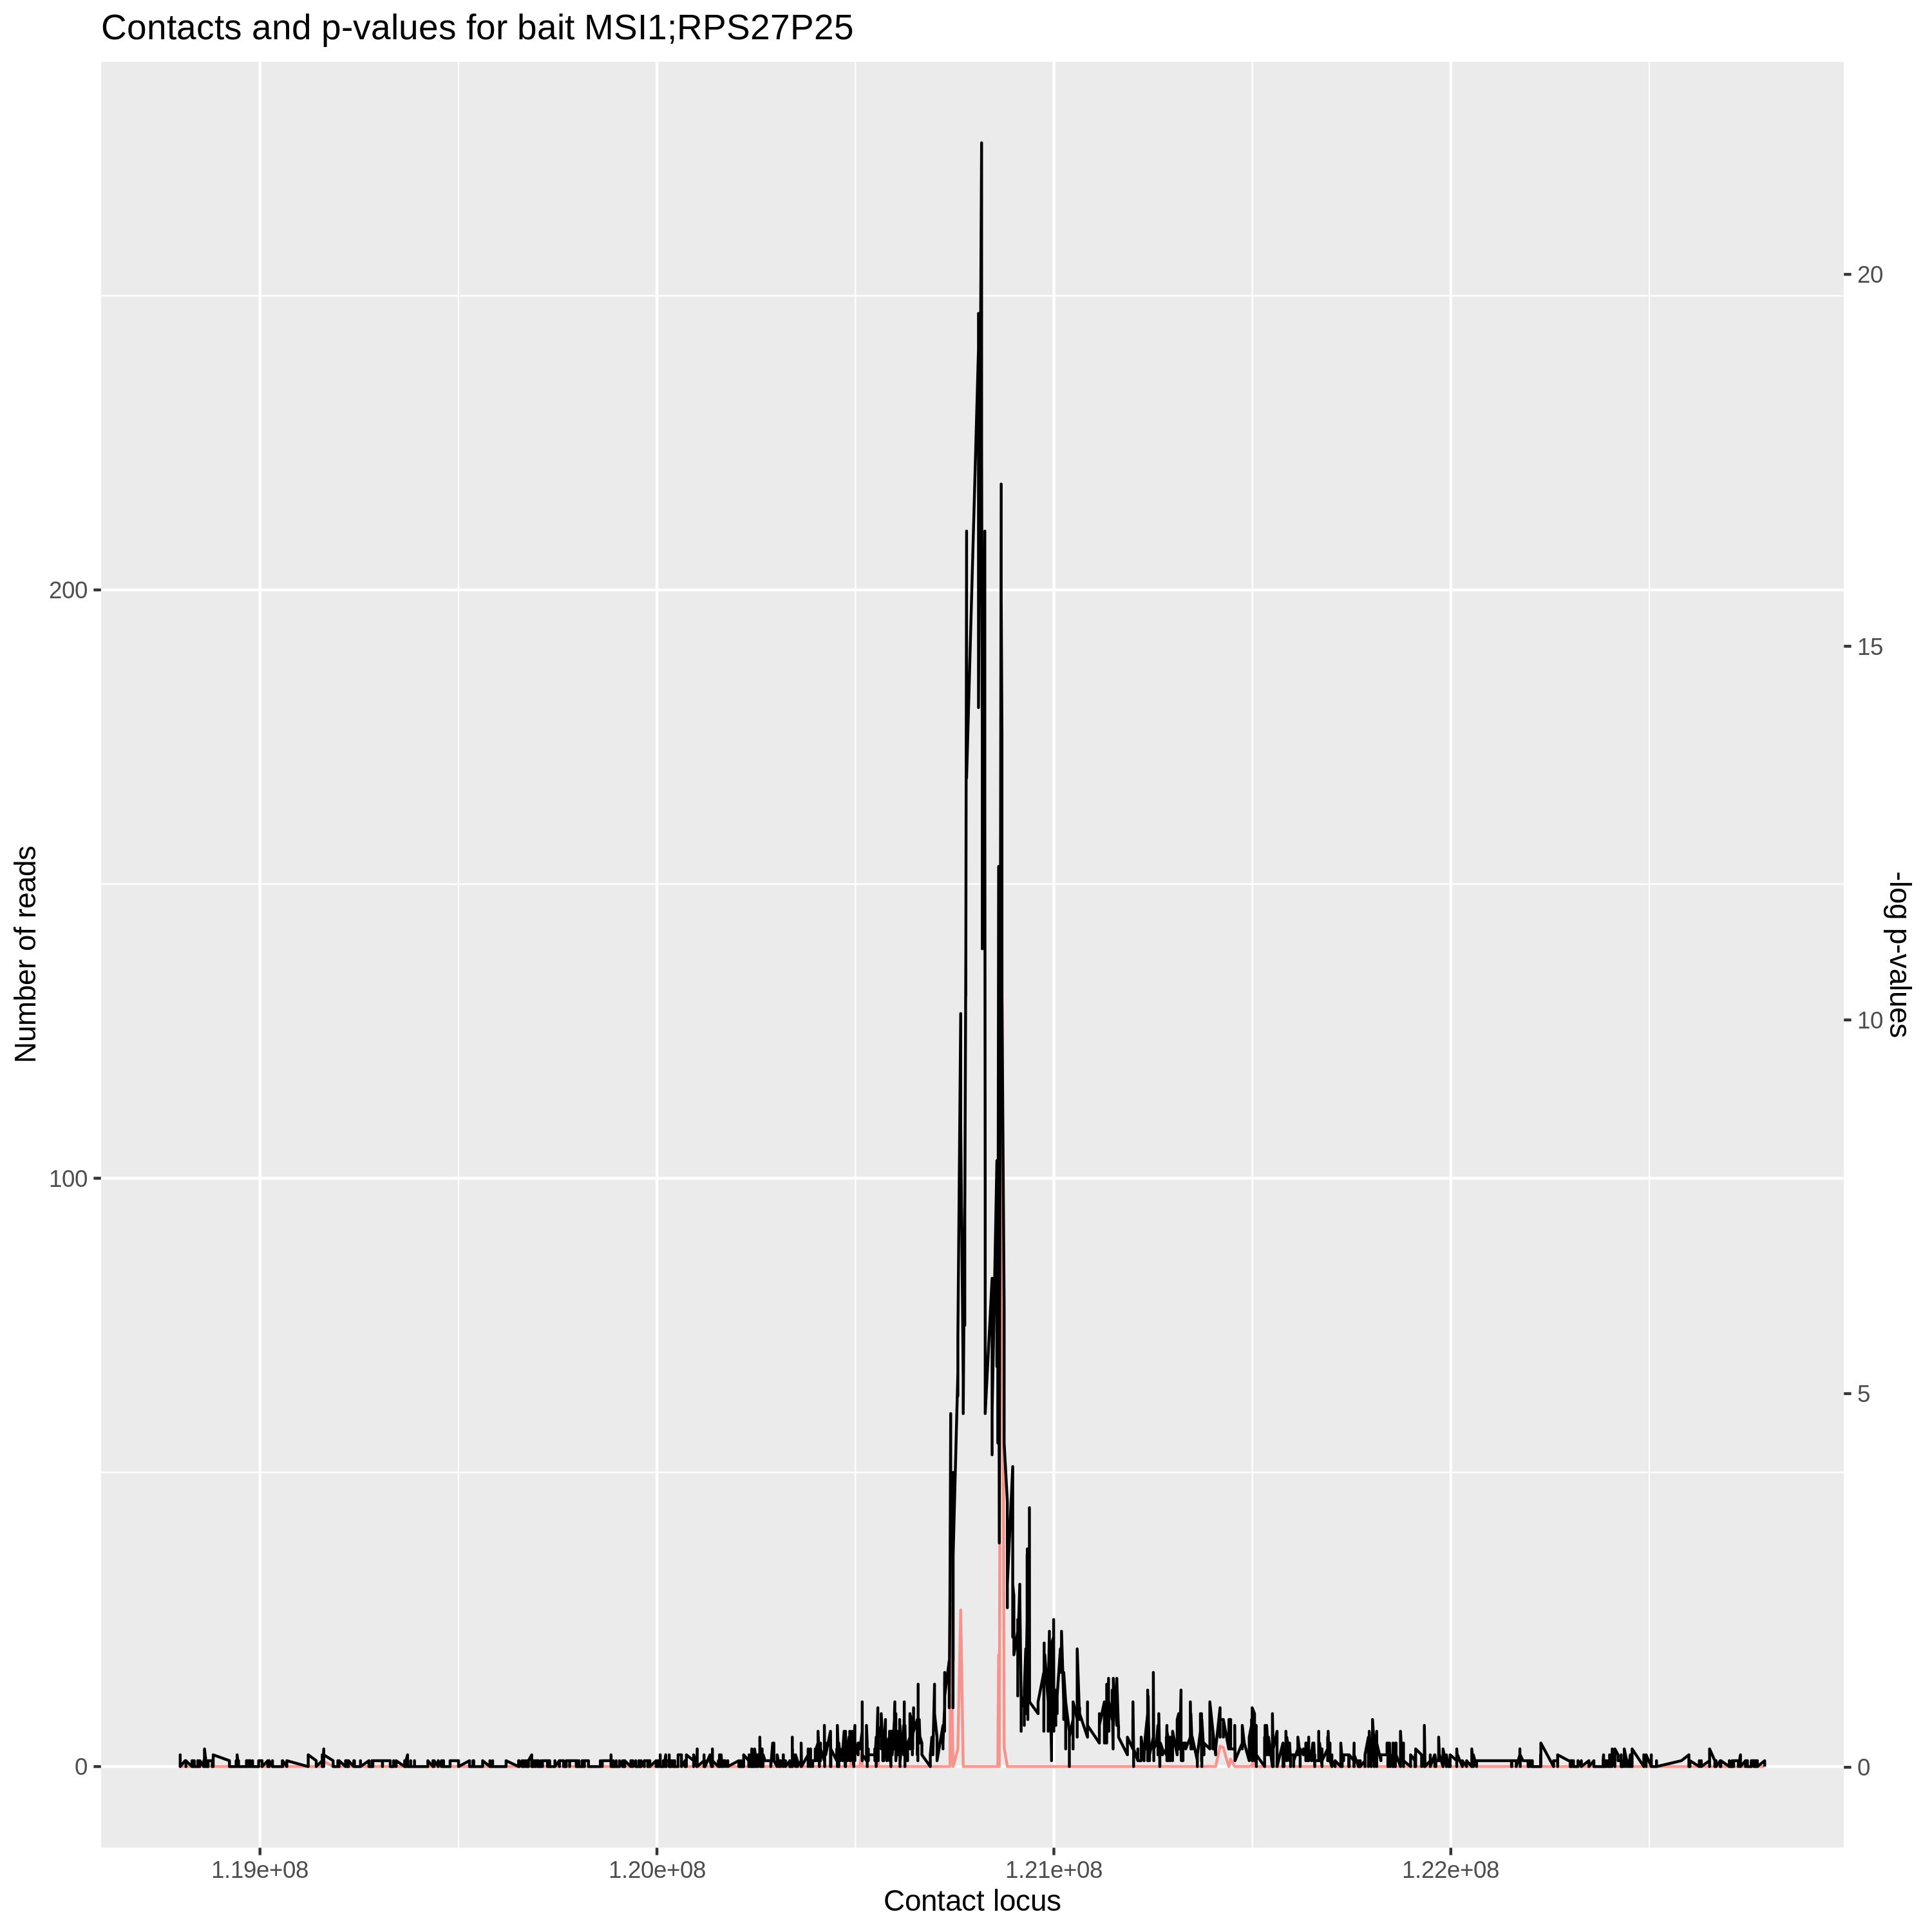 Contacts and p-values for bait MSI1;RPS27P25
200
100
0
Number of reads
20
15
10
5
0
-log p-values
1.19e+08
1.20e+08
1.21e+08
1.22e+08
Contact locus